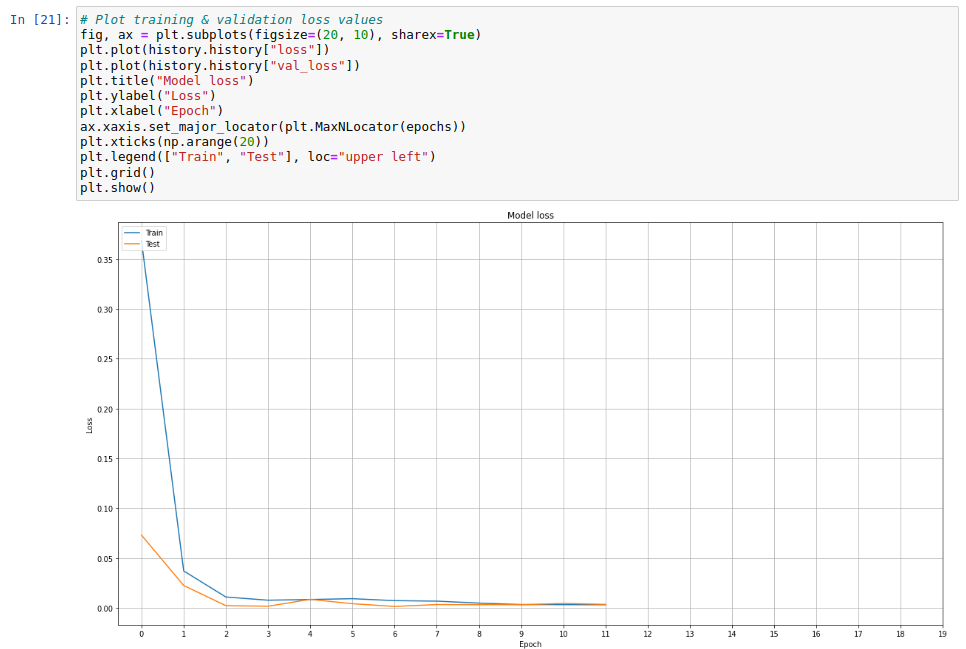 In [21]: # Plot training & validation loss values
fig, ax = plt.subplots(figsize=(20, 10), sharex=True)
plt.plot(history.history["loss"])
plt.plot(history.history["val_loss"])
plt.title("Model loss")
plt.ylabel("Loss")
plt.xlabel("Epoch")
ax.xaxis.set_major_locator(plt.MaxNLocator(epochs))
plt.xticks(np.arange(20))
plt.legend(["Train", "Test"], loc="upper left")
plt.grid()
plt.show()
Model loss
Train
Test
0.35
0.30
0.25
0.20
0.15
0.10
0.05
0.00
Loss
0 1 2 3 4 5 6 7 8 9 10 11 12 13 14 15 16 17 18 19
Epoch